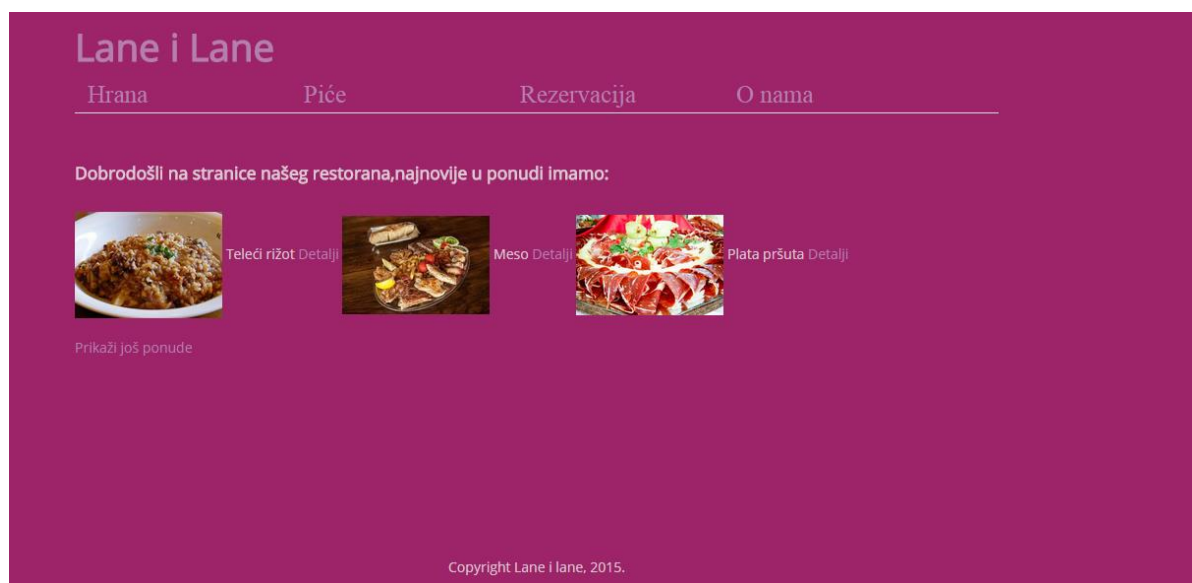 Lane i Lane
Hrana Piće Rezervacija O nama
Dobrodošli na stranice našeg restorana,najnovije u ponudi imamo:
Teleći rižot Detalji Meso Detalji Plata pršuta Detalji
Prikaži još ponude
Copyright Lane i lane, 2015.